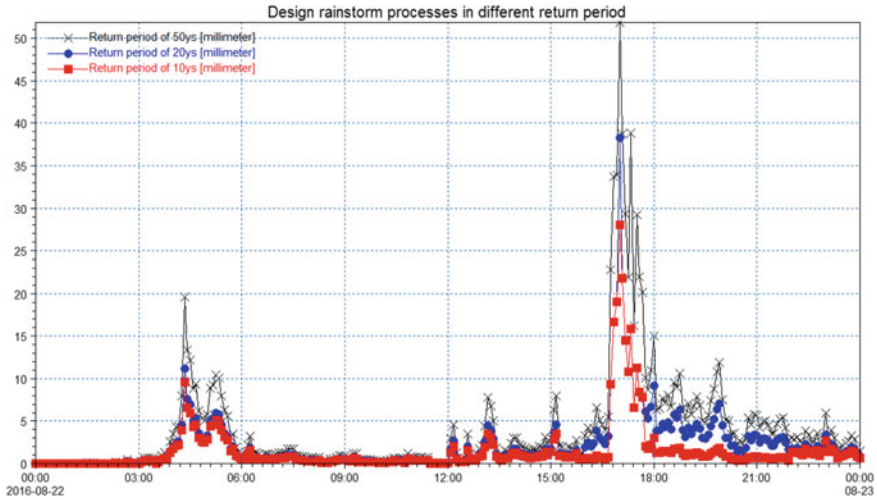 Design rainstorm processes in different return period
Return period of 50ys [millimeter]
Return period of 20ys [millimeter]
Return period of 10ys [millimeter]
50
45
40
35
30
25
20
15
10
5
0
00:00 03:00 06:00 09:00 12:00 15:00 18:00 21:00 00:00
2016-08-22 08-23